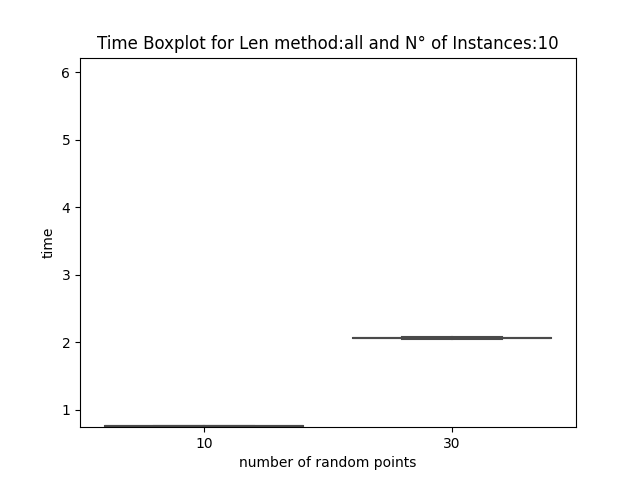 Time Boxplot for Len method:all and N° of Instances:10
6
5
4
3
2
1
time
10 30
number of random points